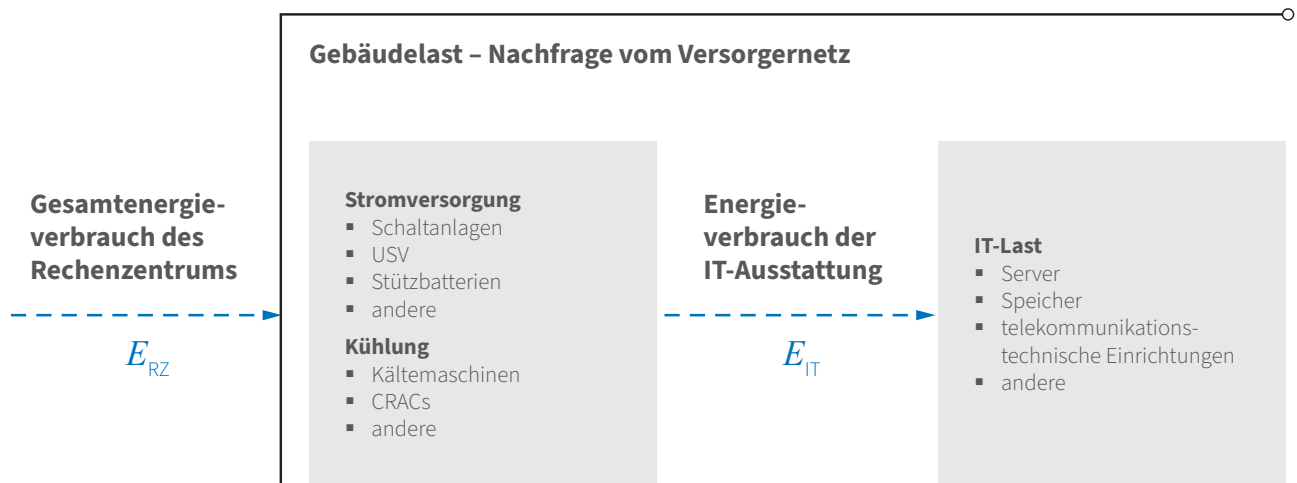 Gebäudelast – Nachfrage vom Versorgernetz
Gesamtenergie-
verbrauch des
Rechenzentrums
E_RZ
Stromversorgung
▪ Schaltanlagen
▪ USV
▪ Stützbatterien
▪ andere
Kühlung
▪ Kältemaschinen
▪ CRACs
▪ andere
Energie-
verbrauch der
IT-Ausstattung
E_IT
IT-Last
▪ Server
▪ Speicher
▪ telekommunikations-
technische Einrichtungen
▪ andere